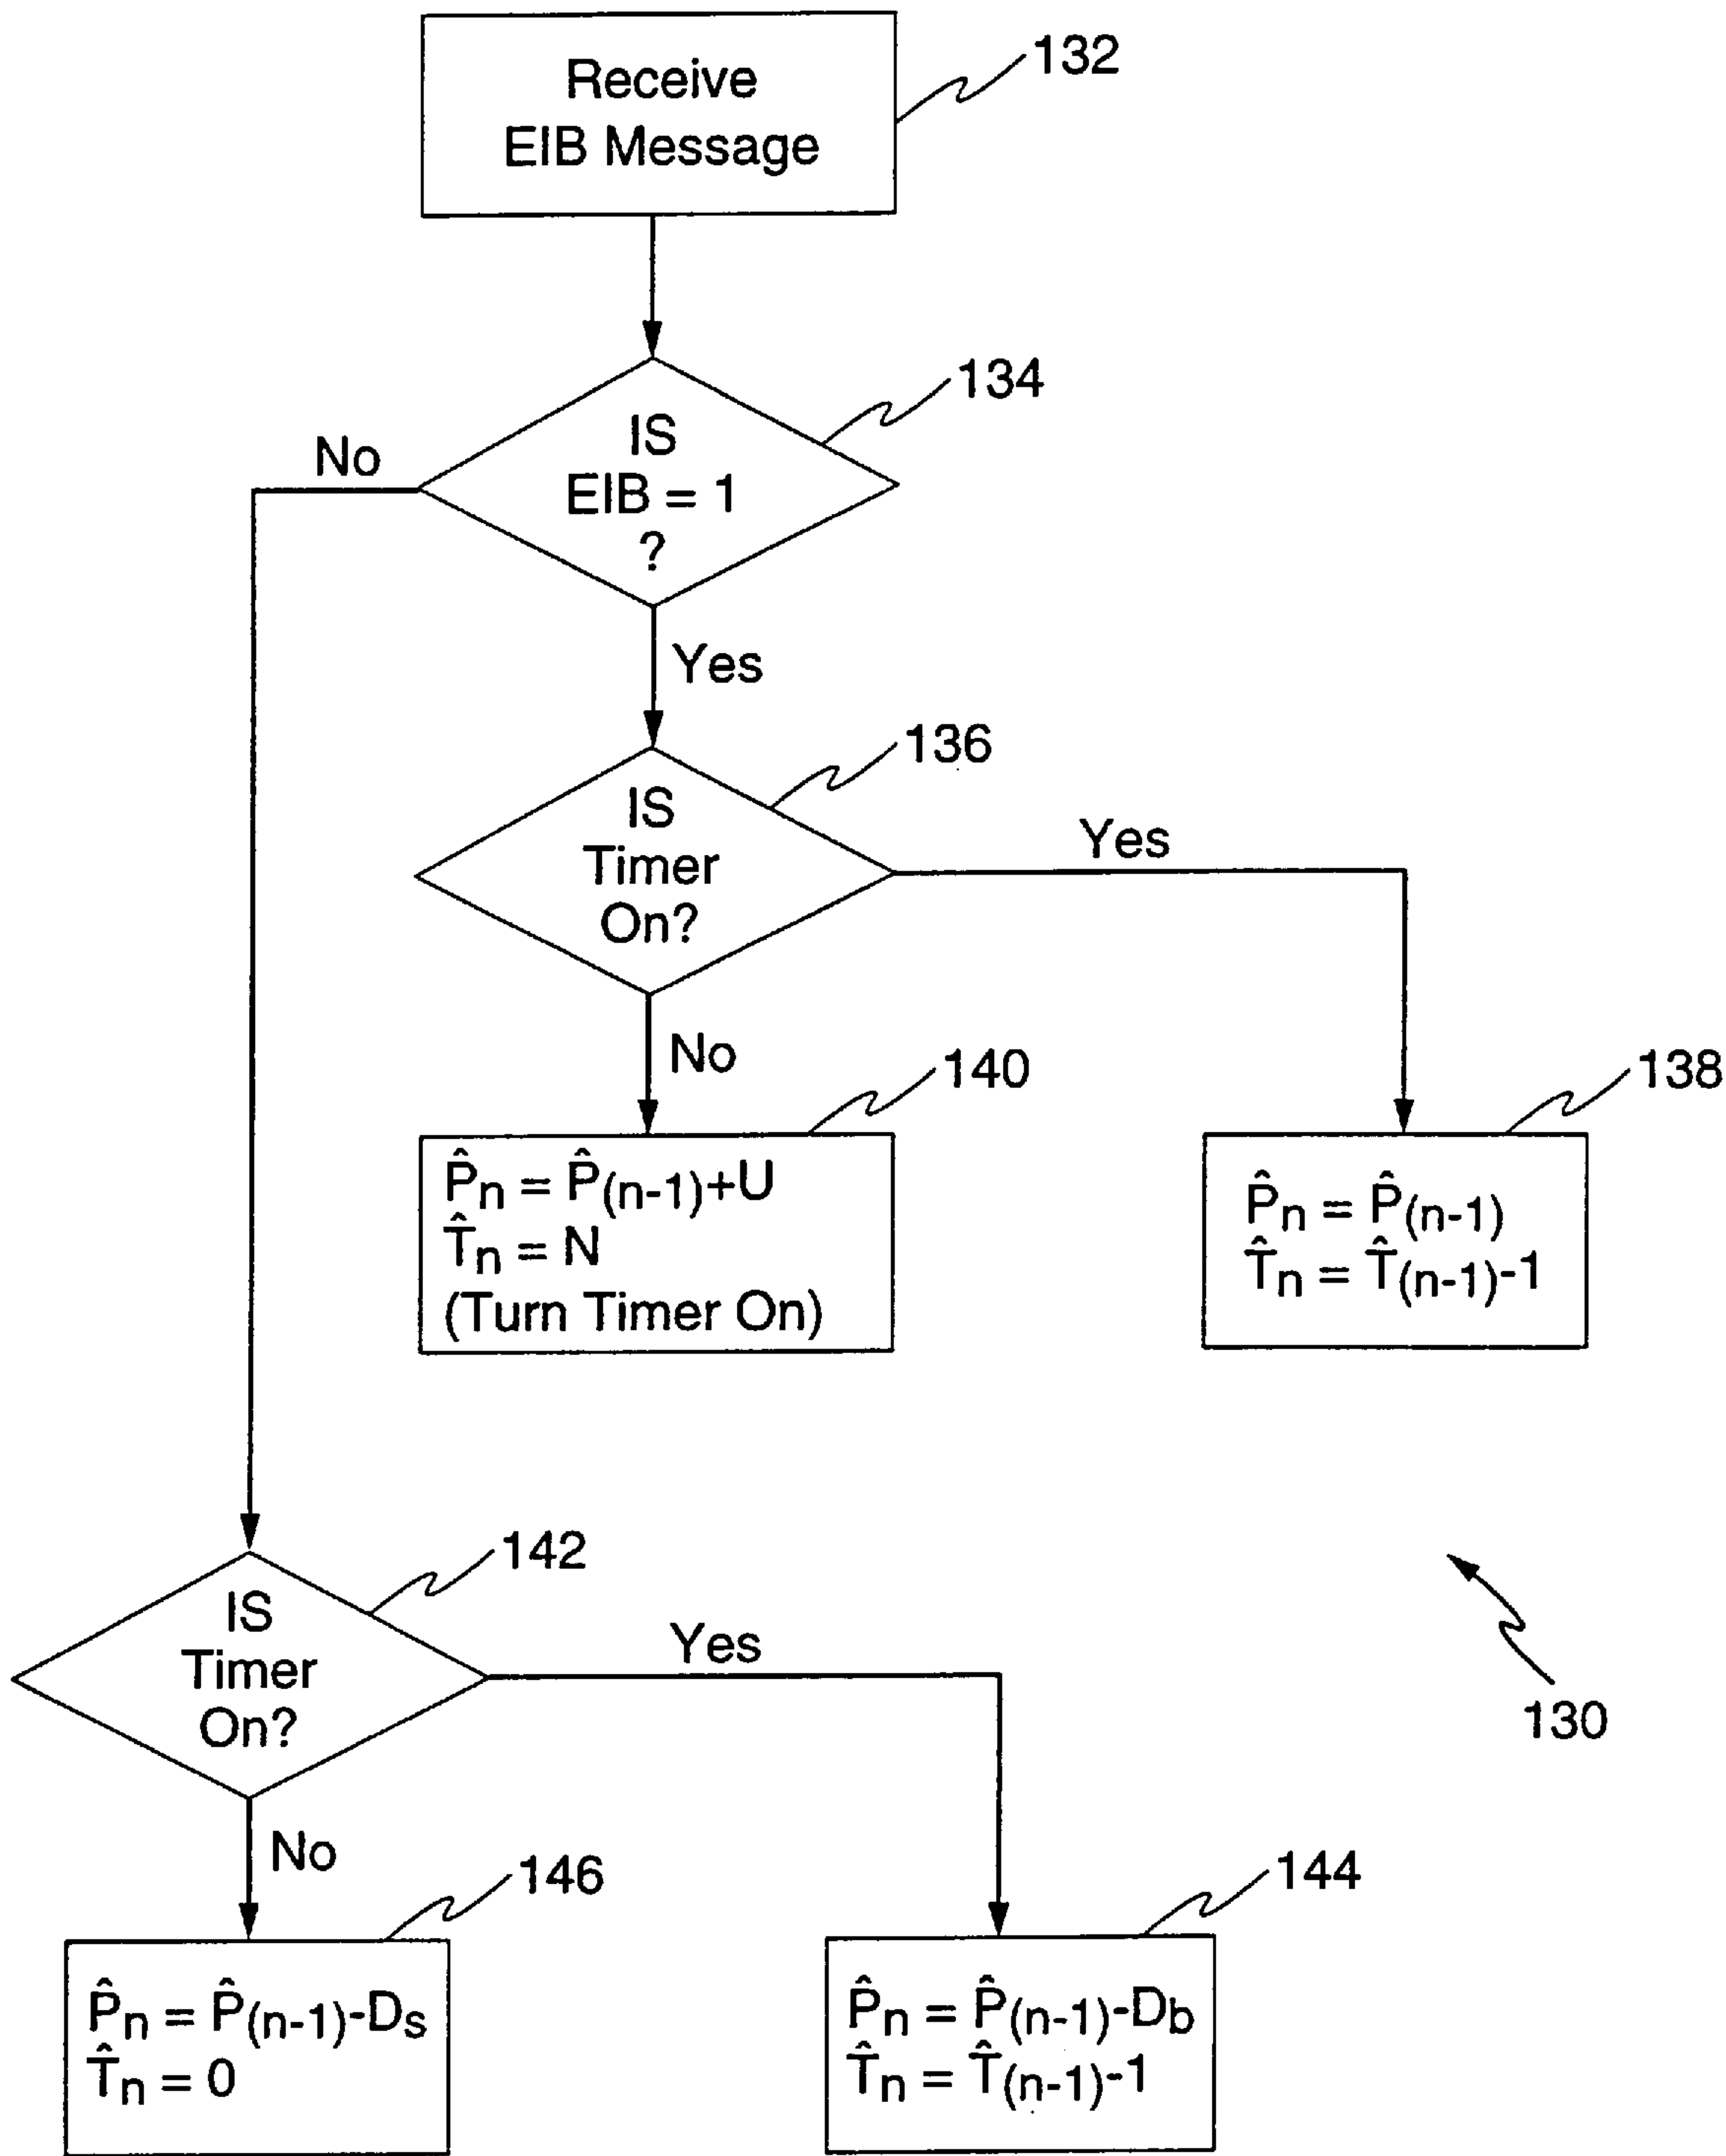 Receive
EIB Message
132
IS
EIB = 1
?
134
No
Yes
IS
Timer
On?
136
Yes
No
140
P̂n = P̂(n-1)+U
T̂n = N
(Turn Timer On)
138
P̂n = P̂(n-1)
T̂n = T̂(n-1)-1
IS
Timer
On?
142
Yes
No
130
146
P̂n = P̂(n-1)-Ds
T̂n = 0
144
P̂n = P̂(n-1)-Db
T̂n = T̂(n-1)-1